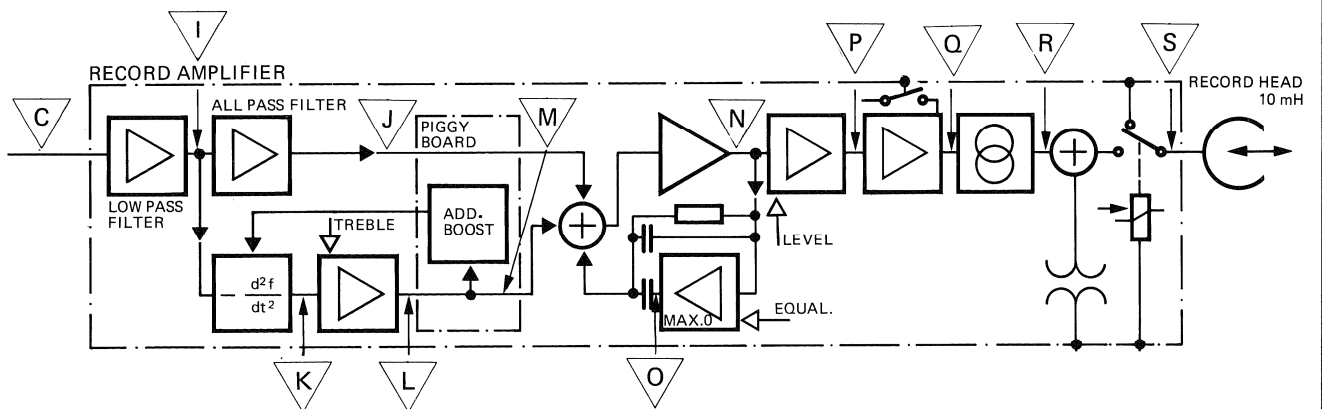 I
P
Q
R
S
RECORD AMPLIFIER
RECORD HEAD
10 mH
C
ALL PASS FILTER
J
PIGGY
BOARD
M
N
LOW PASS
FILTER
TREBLE
ADD.
BOOST
LEVEL
- d²f
dt²
MAX.0
EQUAL.
K
L
O